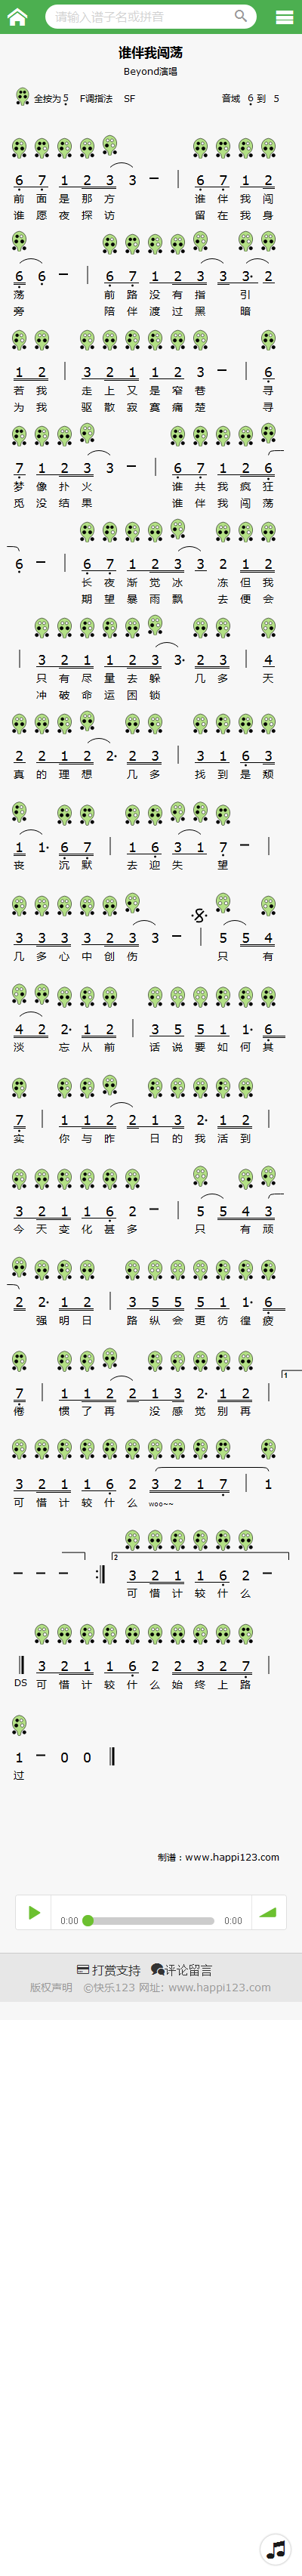 请输入谱子名或拼音
谁伴我闯荡
Beyond演唱
全按为5 F调指法 SF 音域 6 到 5
6 7 1 2 3 3 - | 6 7 1 2
前 面 是 那 方 谁 伴 我 闯
谁 愿 夜 探 访 留 在 我 身
6 6 - | 6 7 1 2 3 3 3· 2
荡 前 路 没 有 指 引
旁 陪 伴 渡 过 黑 暗
1 2 | 3 2 1 1 2 3 - | 6
若 我 走 上 又 是 窄 巷 寻
为 我 驱 散 寂 寞 痛 楚 寻
7 1 2 3 3 - | 6 7 1 2 6
梦 像 扑 火 谁 共 我 疯 狂
觅 没 结 果 谁 伴 我 闯 荡
6 - | 6 7 1 2 3 3 2 1 2
长 夜 渐 觉 冰 冻 但 我
期 望 暴 雨 飘 去 便 会
| 3 2 1 1 2 3 3· 2 3 | 4
只 有 尽 量 去 躲 几 多 天
冲 破 命 运 困 锁
2 2 1 2 2· 2 3 | 3 1 6 3
真 的 理 想 几 多 找 到 是 颓
1 1· 6 7 | 1 6 3 1 7 - |
丧 沉 默 去 迎 失 望
3 3 3 3 2 3 3 - | 5 5 4
几 多 心 中 创 伤 只 有
4 2 2· 1 2 | 3 5 5 1 1· 6
淡 忘 从 前 话 说 要 如 何 其
7 | 1 1 2 2 1 3 2· 1 2 |
实 你 与 昨 日 的 我 活 到
3 2 1 1 6 2 - | 5 5 4 3
今 天 变 化 甚 多 只 有 顽
2 2· 1 2 | 3 5 5 5 1 1· 6
强 明 日 路 纵 会 更 彷 徨 疲
7 | 1 1 2 2 1 3 2· 1 2 | 1
倦 惯 了 再 没 感 觉 别 再
3 2 1 1 6 2 3 2 1 7 | 1
可 惜 计 较 什 么 woo~~
- - - :|| 2 3 2 1 1 6 2 -
可 惜 计 较 什 么
|| 3 2 1 1 6 2 2 3 2 7 |
DS 可 惜 计 较 什 么 始 终 上 路
1 - 0 0 ||
过
制谱：www.happi123.com
0:00 0:00
打赏支持 评论留言
版权声明 ©快乐123 网址: www.happi123.com